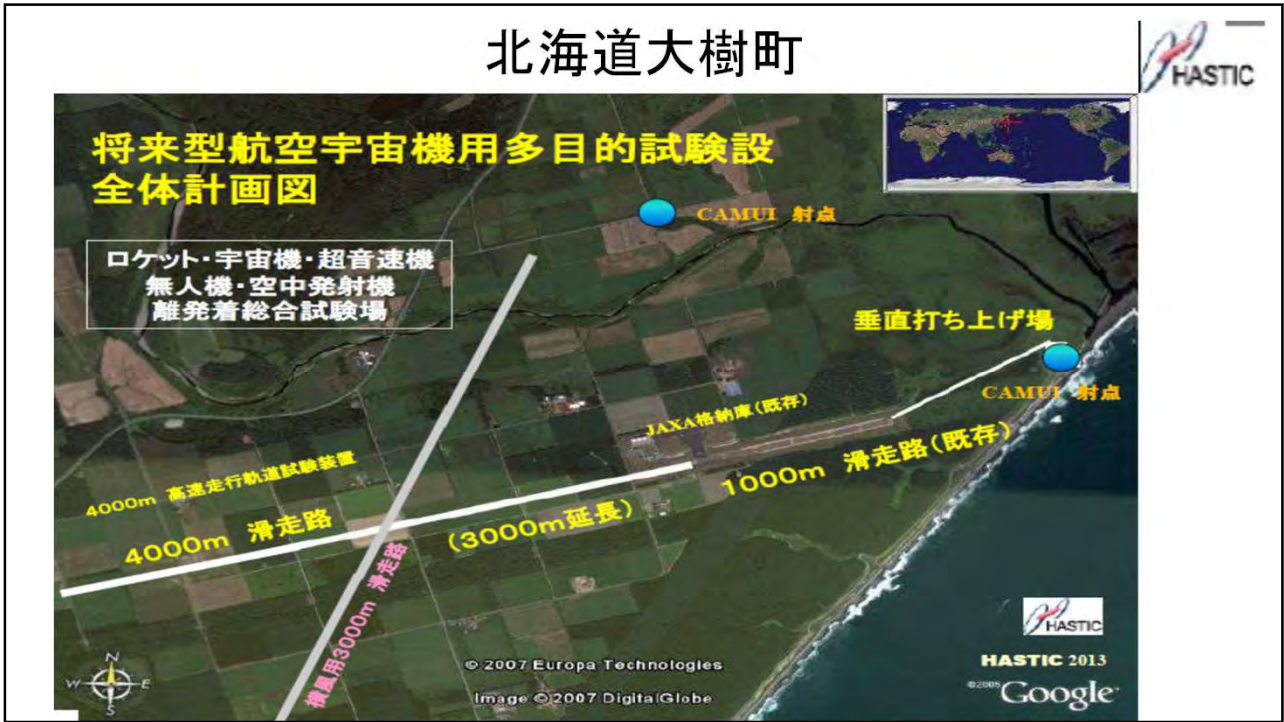 北海道大樹町
HASTIC
将来型航空宇宙機用多目的試験設
全体計画図
CAMUI 射点
ロケット・宇宙機・超音速機
無人機・空中発射機
離発着総合試験場
垂直打ち上げ場
CAMUI 射点
JAXA格納庫(既存)
1000m 滑走路(既存)
4000m 高速走行軌道試験装置
4000m 滑走路
(3000m延長)
横風用3000m 滑走路
HASTIC
N
W E
S
© 2007 Europa Technologies
Image © 2007 DigitalGlobe
HASTIC 2013
©2005 Google